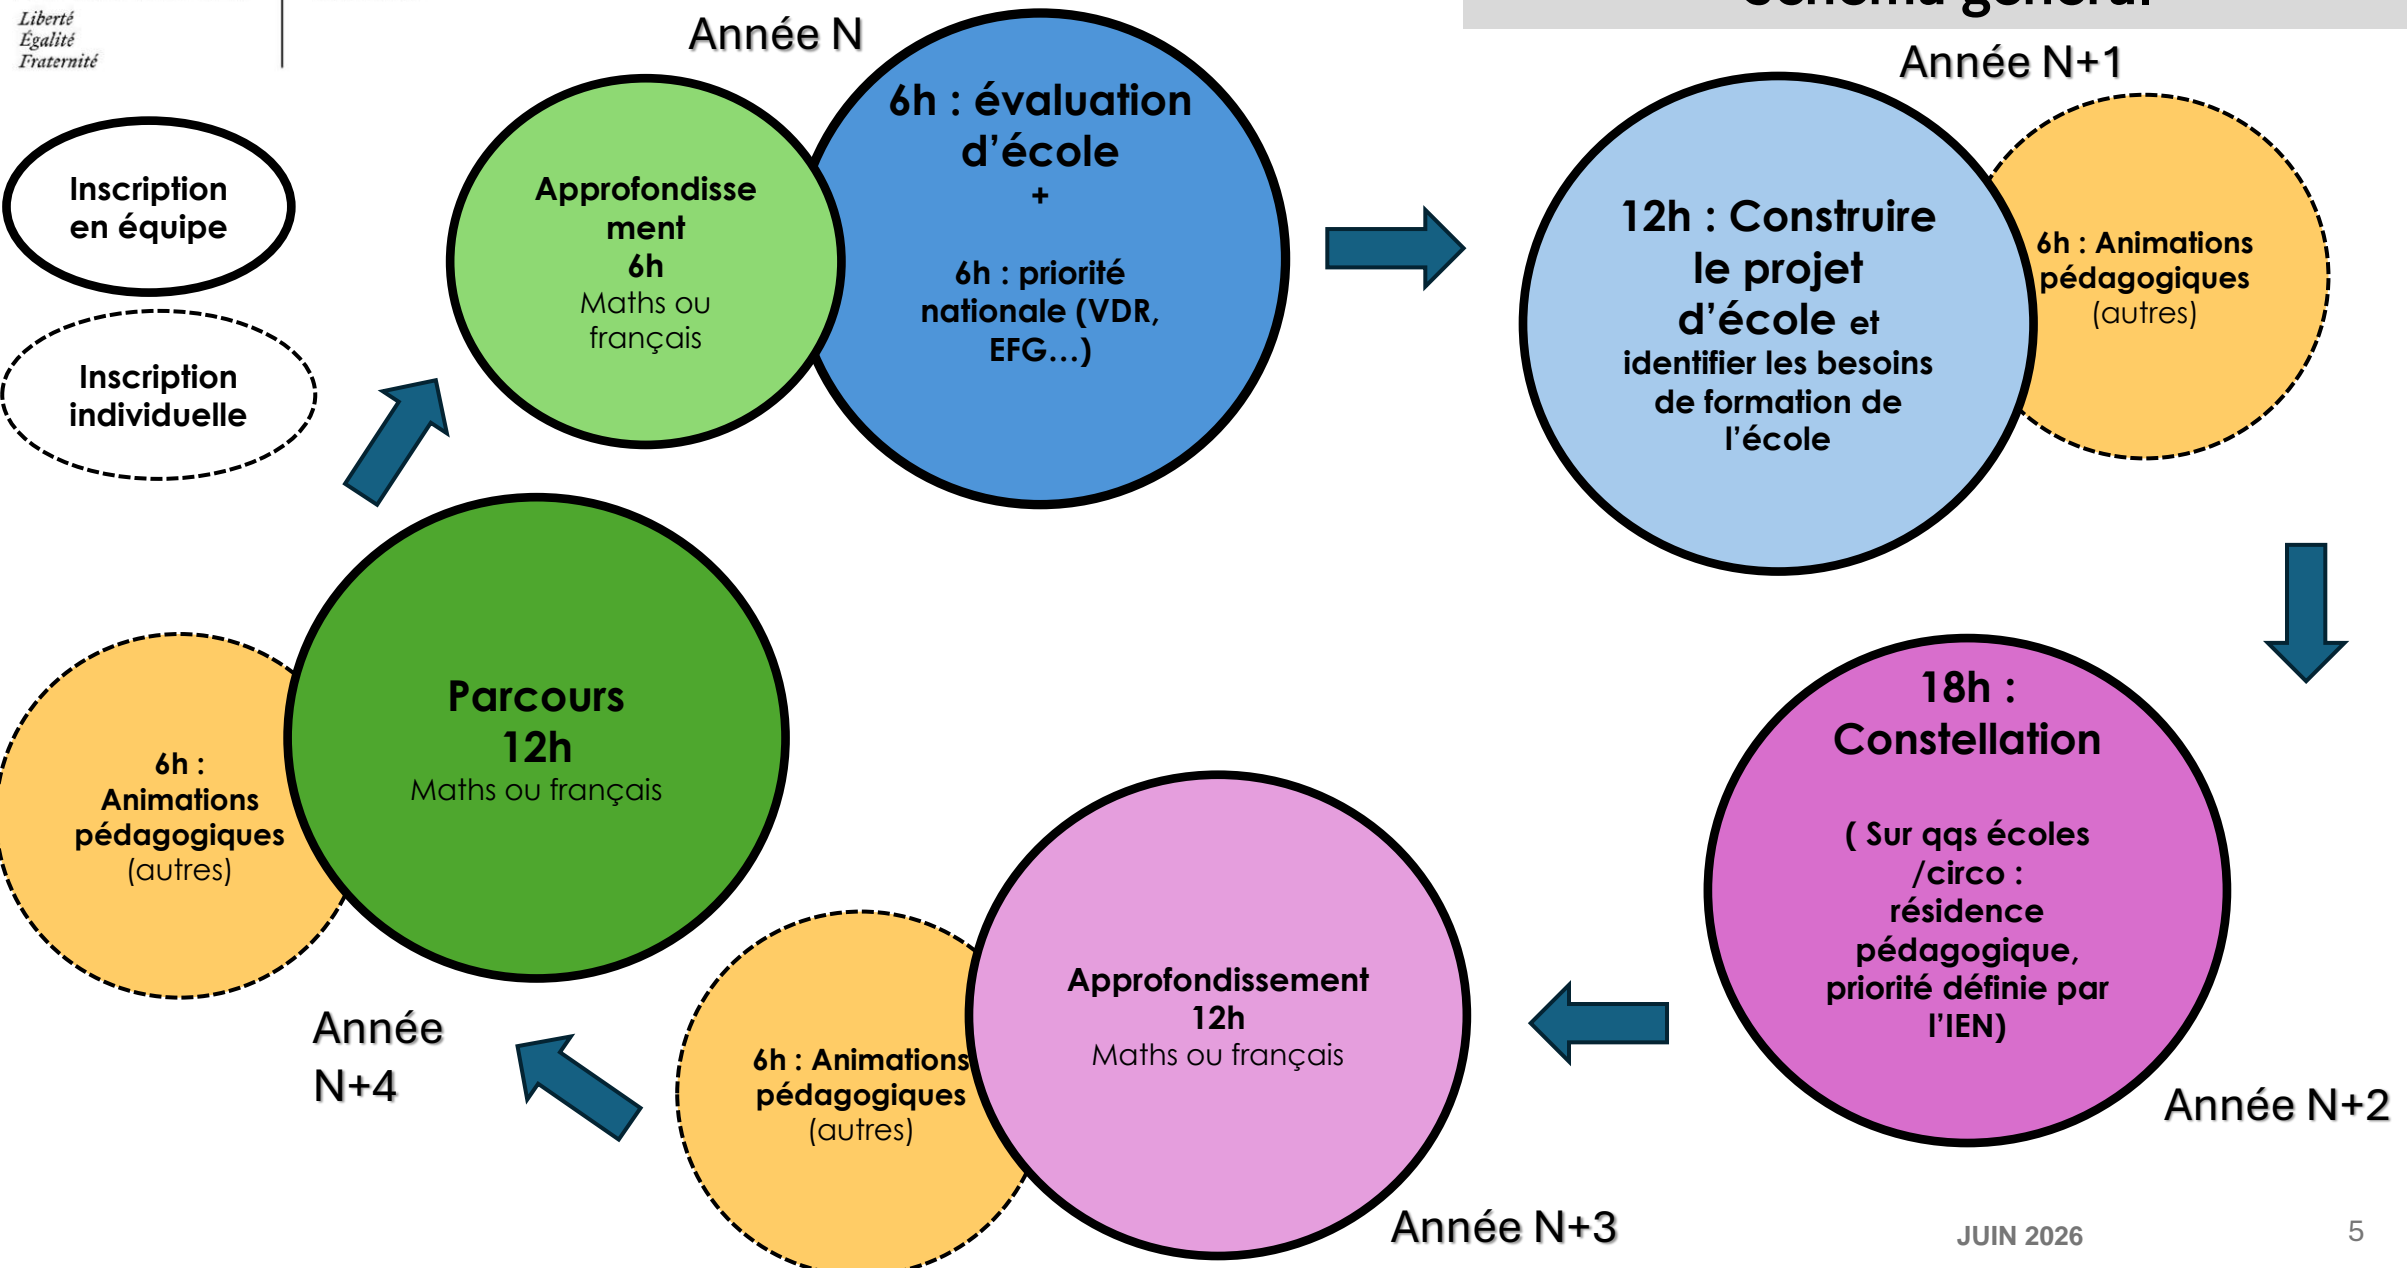 Liberté
Égalité
Fraternité
Schéma général
Année N
Année N+1
Inscription
en équipe
Inscription
individuelle
Approfondisse
ment
6h
Maths ou
français
6h : évaluation
d’école
+
6h : priorité
nationale (VDR,
EFG...)
12h : Construire
le projet
d’école et
identifier les besoins
de formation de
l’école
6h : Animations
pédagogiques
(autres)
18h :
Constellation
( Sur qqs écoles
/circo :
résidence
pédagogique,
priorité définie par
l’IEN)
Année N+2
Approfondissement
12h
Maths ou français
6h : Animations
pédagogiques
(autres)
Année N+3
Parcours
12h
Maths ou français
6h :
Animations
pédagogiques
(autres)
Année
N+4
JUIN 2026
5